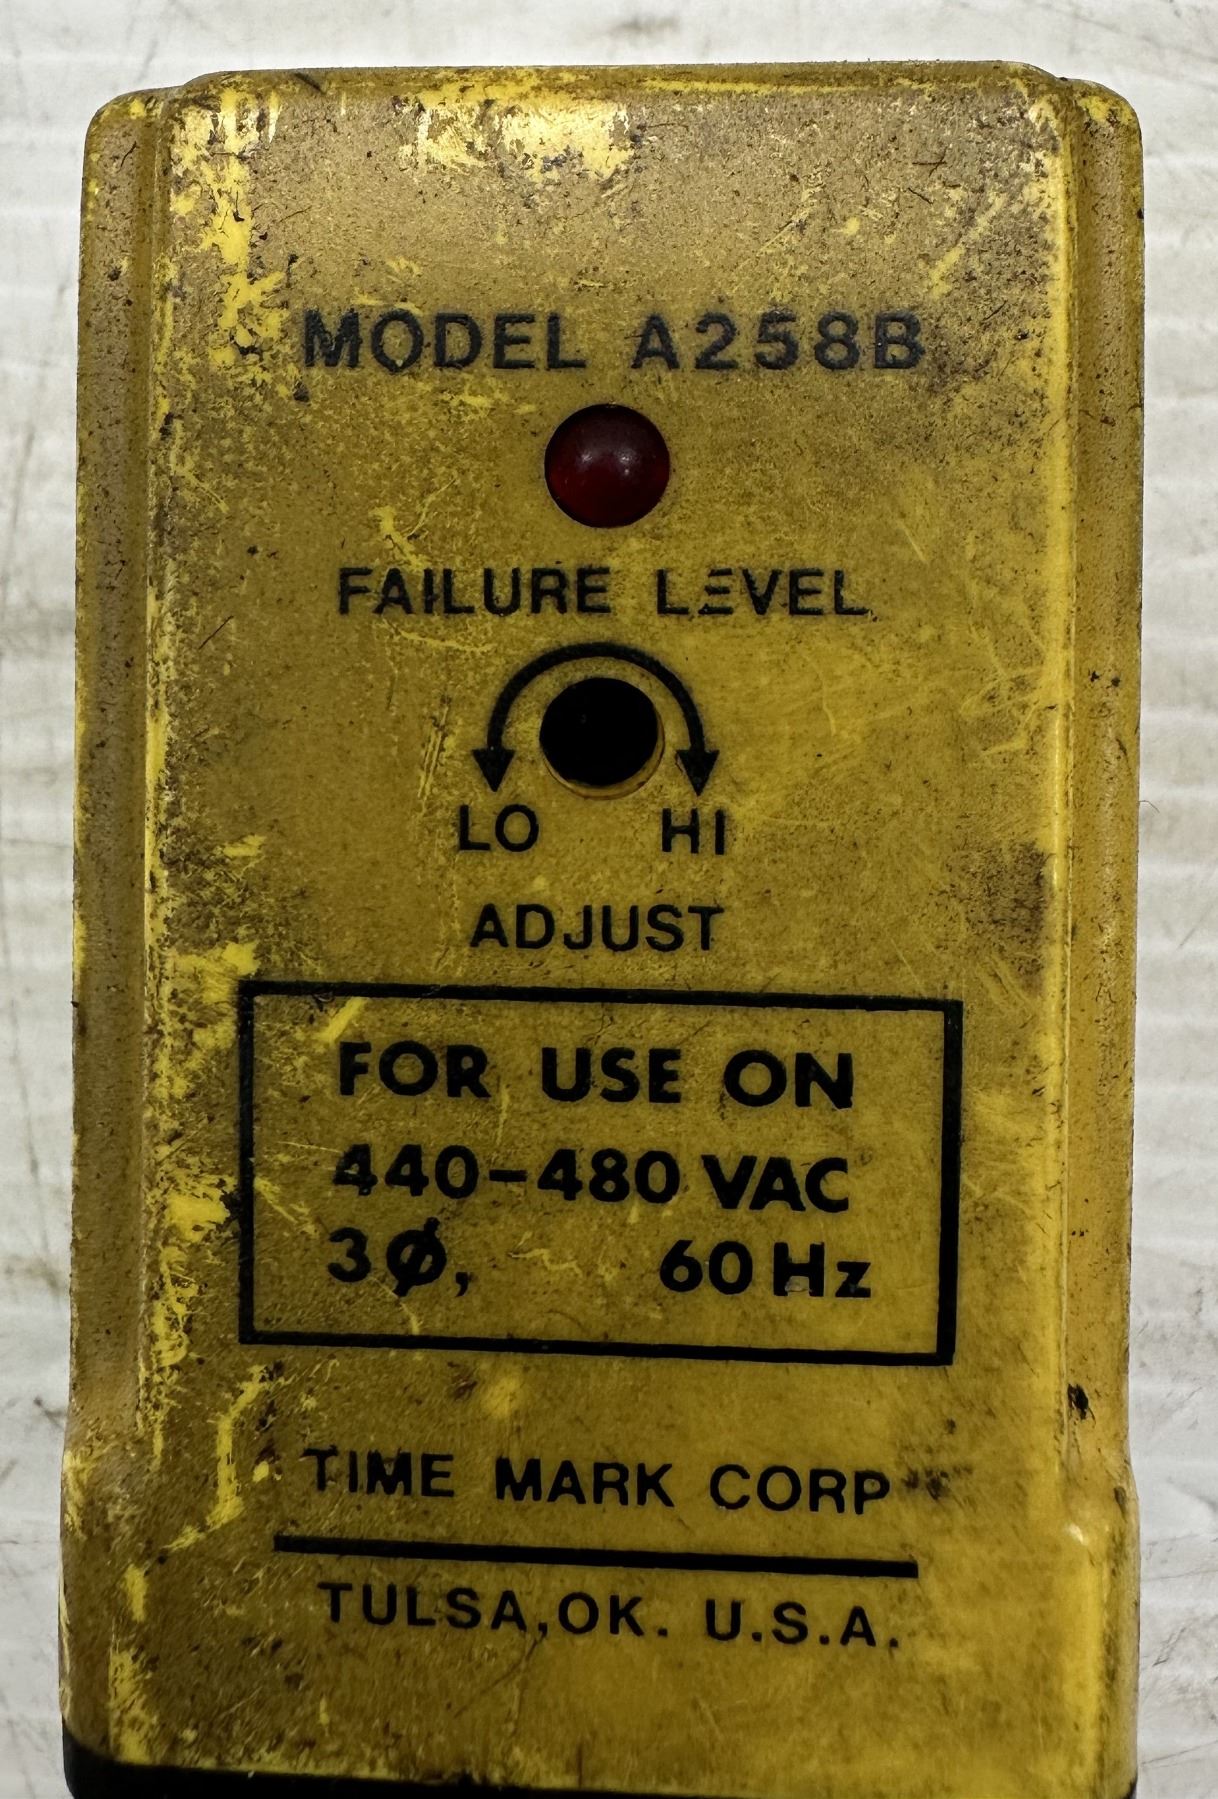 MODEL A258B
FAILURE LEVEL
LO HI
ADJUST
FOR USE ON
440-480 VAC
3Ø, 60 Hz
TIME MARK CORP
TULSA, OK. U.S.A.